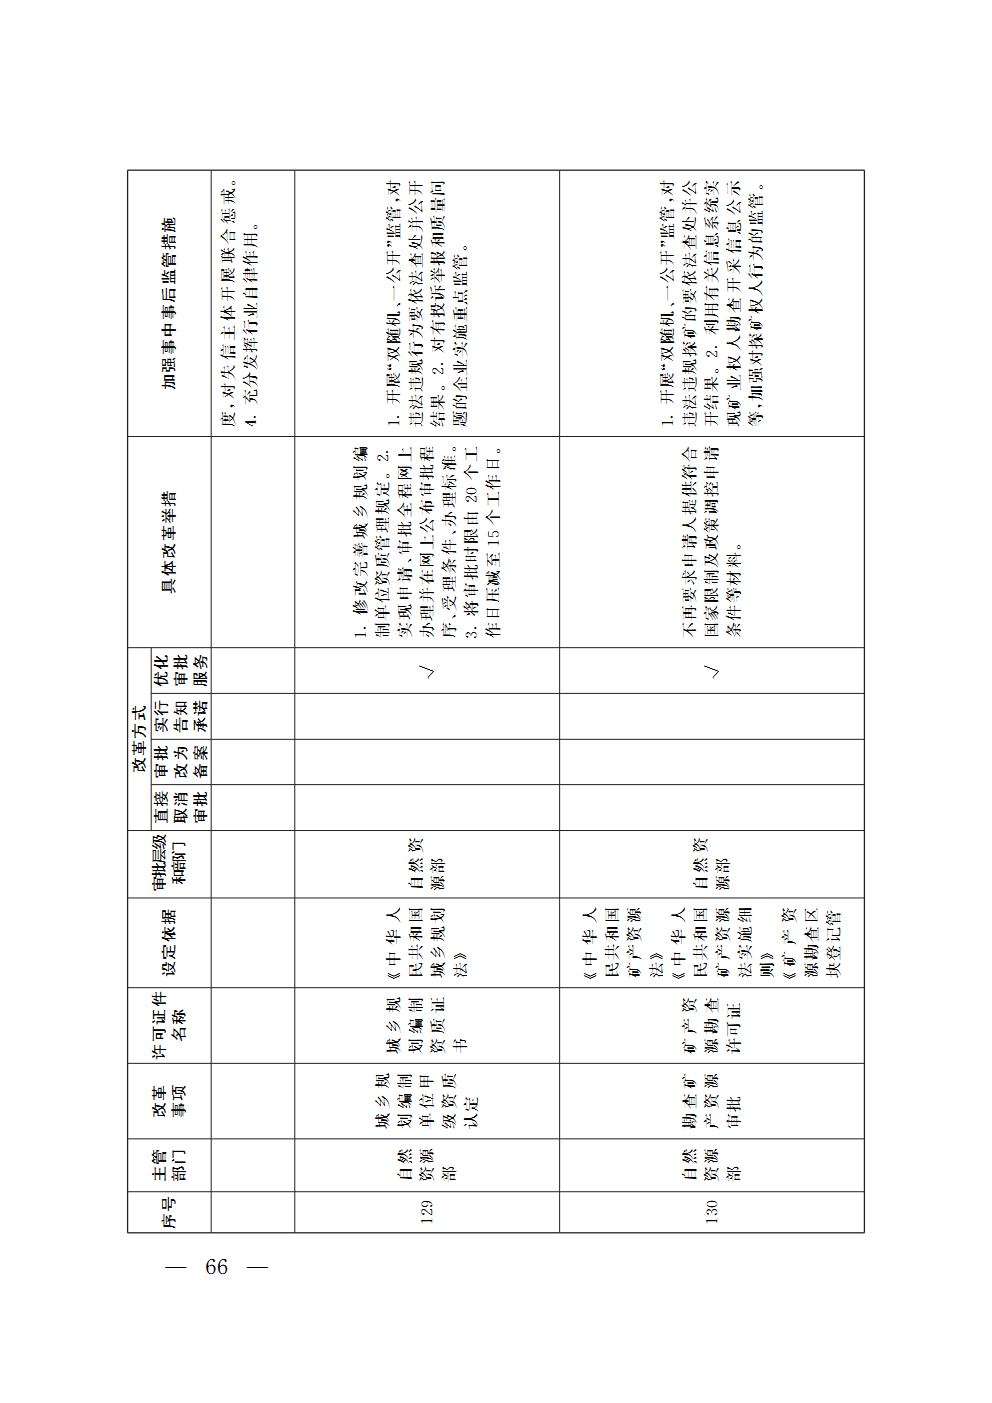 序号
主管
部门
改革
事项
许可证件
名称
设定依据
审批层级
和部门
改革方式
直接
取消
审批
审批
改为
备案
实行
告知
承诺
优化
审批
服务
具体改革举措
加强事中事后监管措施
度,对失信主体开展联合惩戒。
4. 充分发挥行业自律作用。
129
自然
资源
部
城乡规
划编制
单位甲
级资质
认定
城乡规
划编制
资质证
书
《中华人
民共和国
城乡规划
法》
自然资
源部
√
1. 修改完善城乡规划编
制单位资质管理规定。2.
实现申请、审批全程网上
办理并在网上公布审批程
序、受理条件、办理标准。
3. 将审批时限由 20 个工
作日压减至 15 个工作日。
1. 开展“双随机、一公开”监管,对
违法违规行为要依法查处并公开
结果。2. 对有投诉举报和质量问
题的企业实施重点监管。
130
自然
资源
部
勘查矿
产资源
审批
矿产资
源勘查
许可证
《中华人
民共和国
矿产资源
法》
《中华人
民共和国
矿产资源
法实施细
则》
《矿产资
源勘查区
块登记管
自然资
源部
√
不再要求申请人提供符合
国家限制及政策调控申请
条件等材料。
1. 开展“双随机、一公开”监管,对
违法违规探矿的要依法查处并公
开结果。2. 利用有关信息系统实
现矿业权人勘查开采信息公示
等,加强对探矿权人行为的监管。
— 66 —